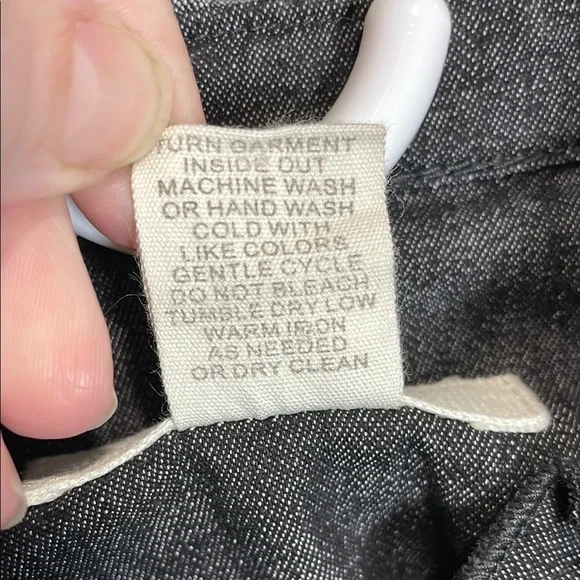 TURN GARMENT
INSIDE OUT
MACHINE WASH
OR HAND WASH
COLD WITH
LIKE COLORS
GENTLE CYCLE
DO NOT BLEACH
TUMBLE DRY LOW
WARM IRON
AS NEEDED
OR DRY CLEAN